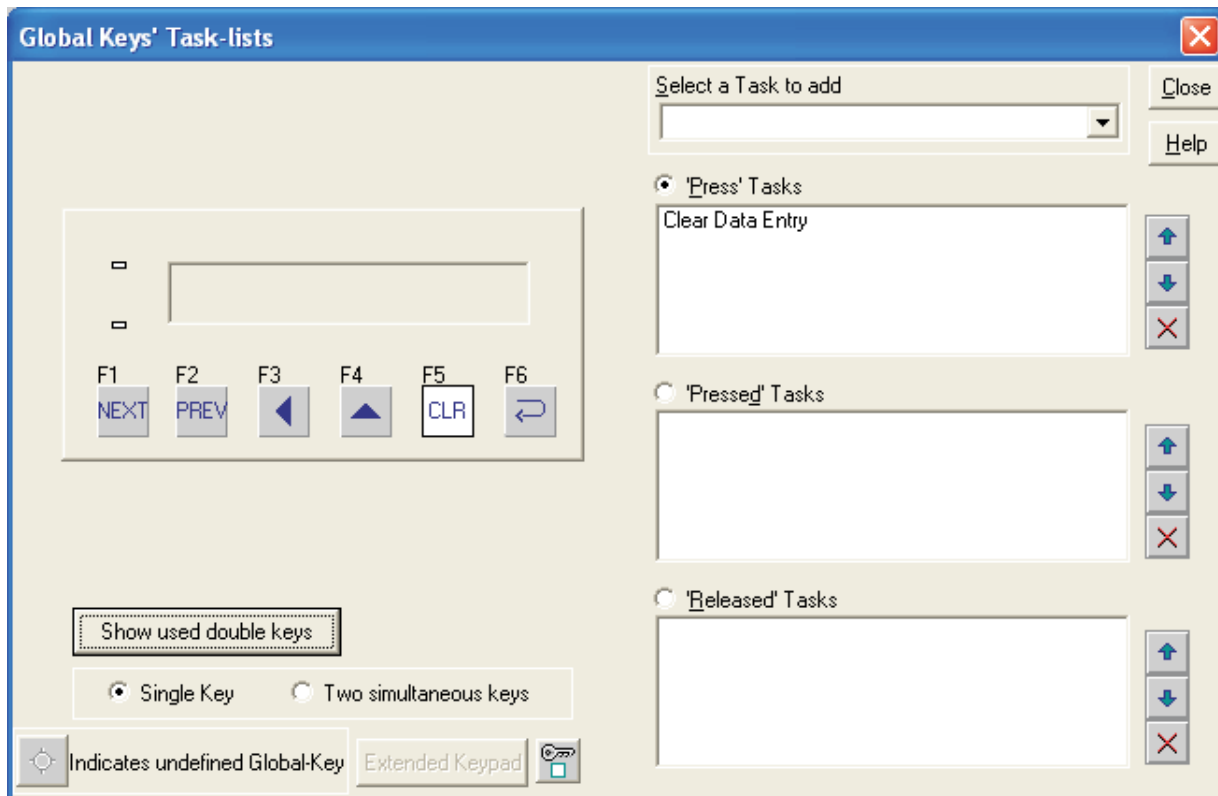 Global Keys' Task-lists
Select a Task to add
Close
Help
'Press' Tasks
Clear Data Entry
F1 F2 F3 F4 F5 F6
NEXT PREV CLR
'Pressed' Tasks
'Released' Tasks
Show used double keys
Single Key Two simultaneous keys
Indicates undefined Global-Key Extended Keypad